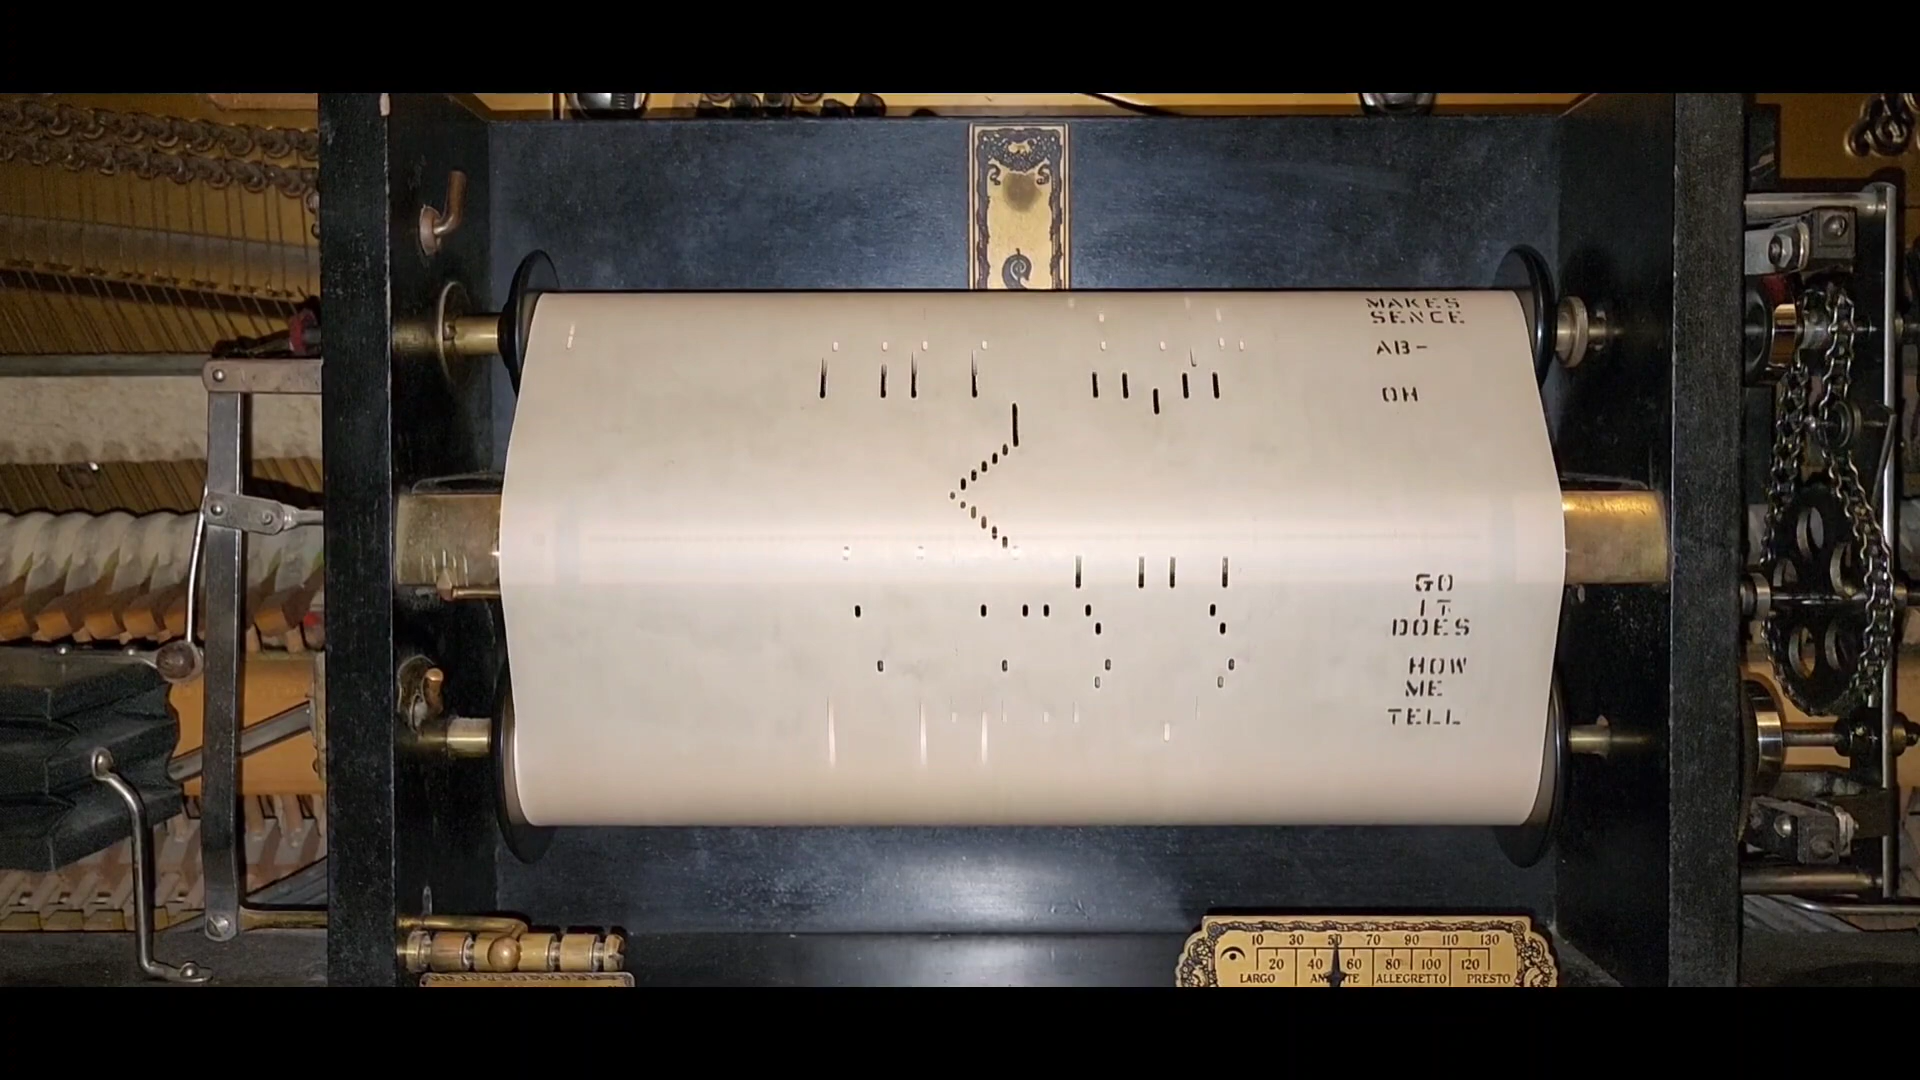 MAKES
SENCE
AB-
OH
GO
IT
DOES
HOW
ME
TELL
10 30 50 70 90 110 130
20 40 60 80 100 120
LARGO ALLEGRETTO PRESTO